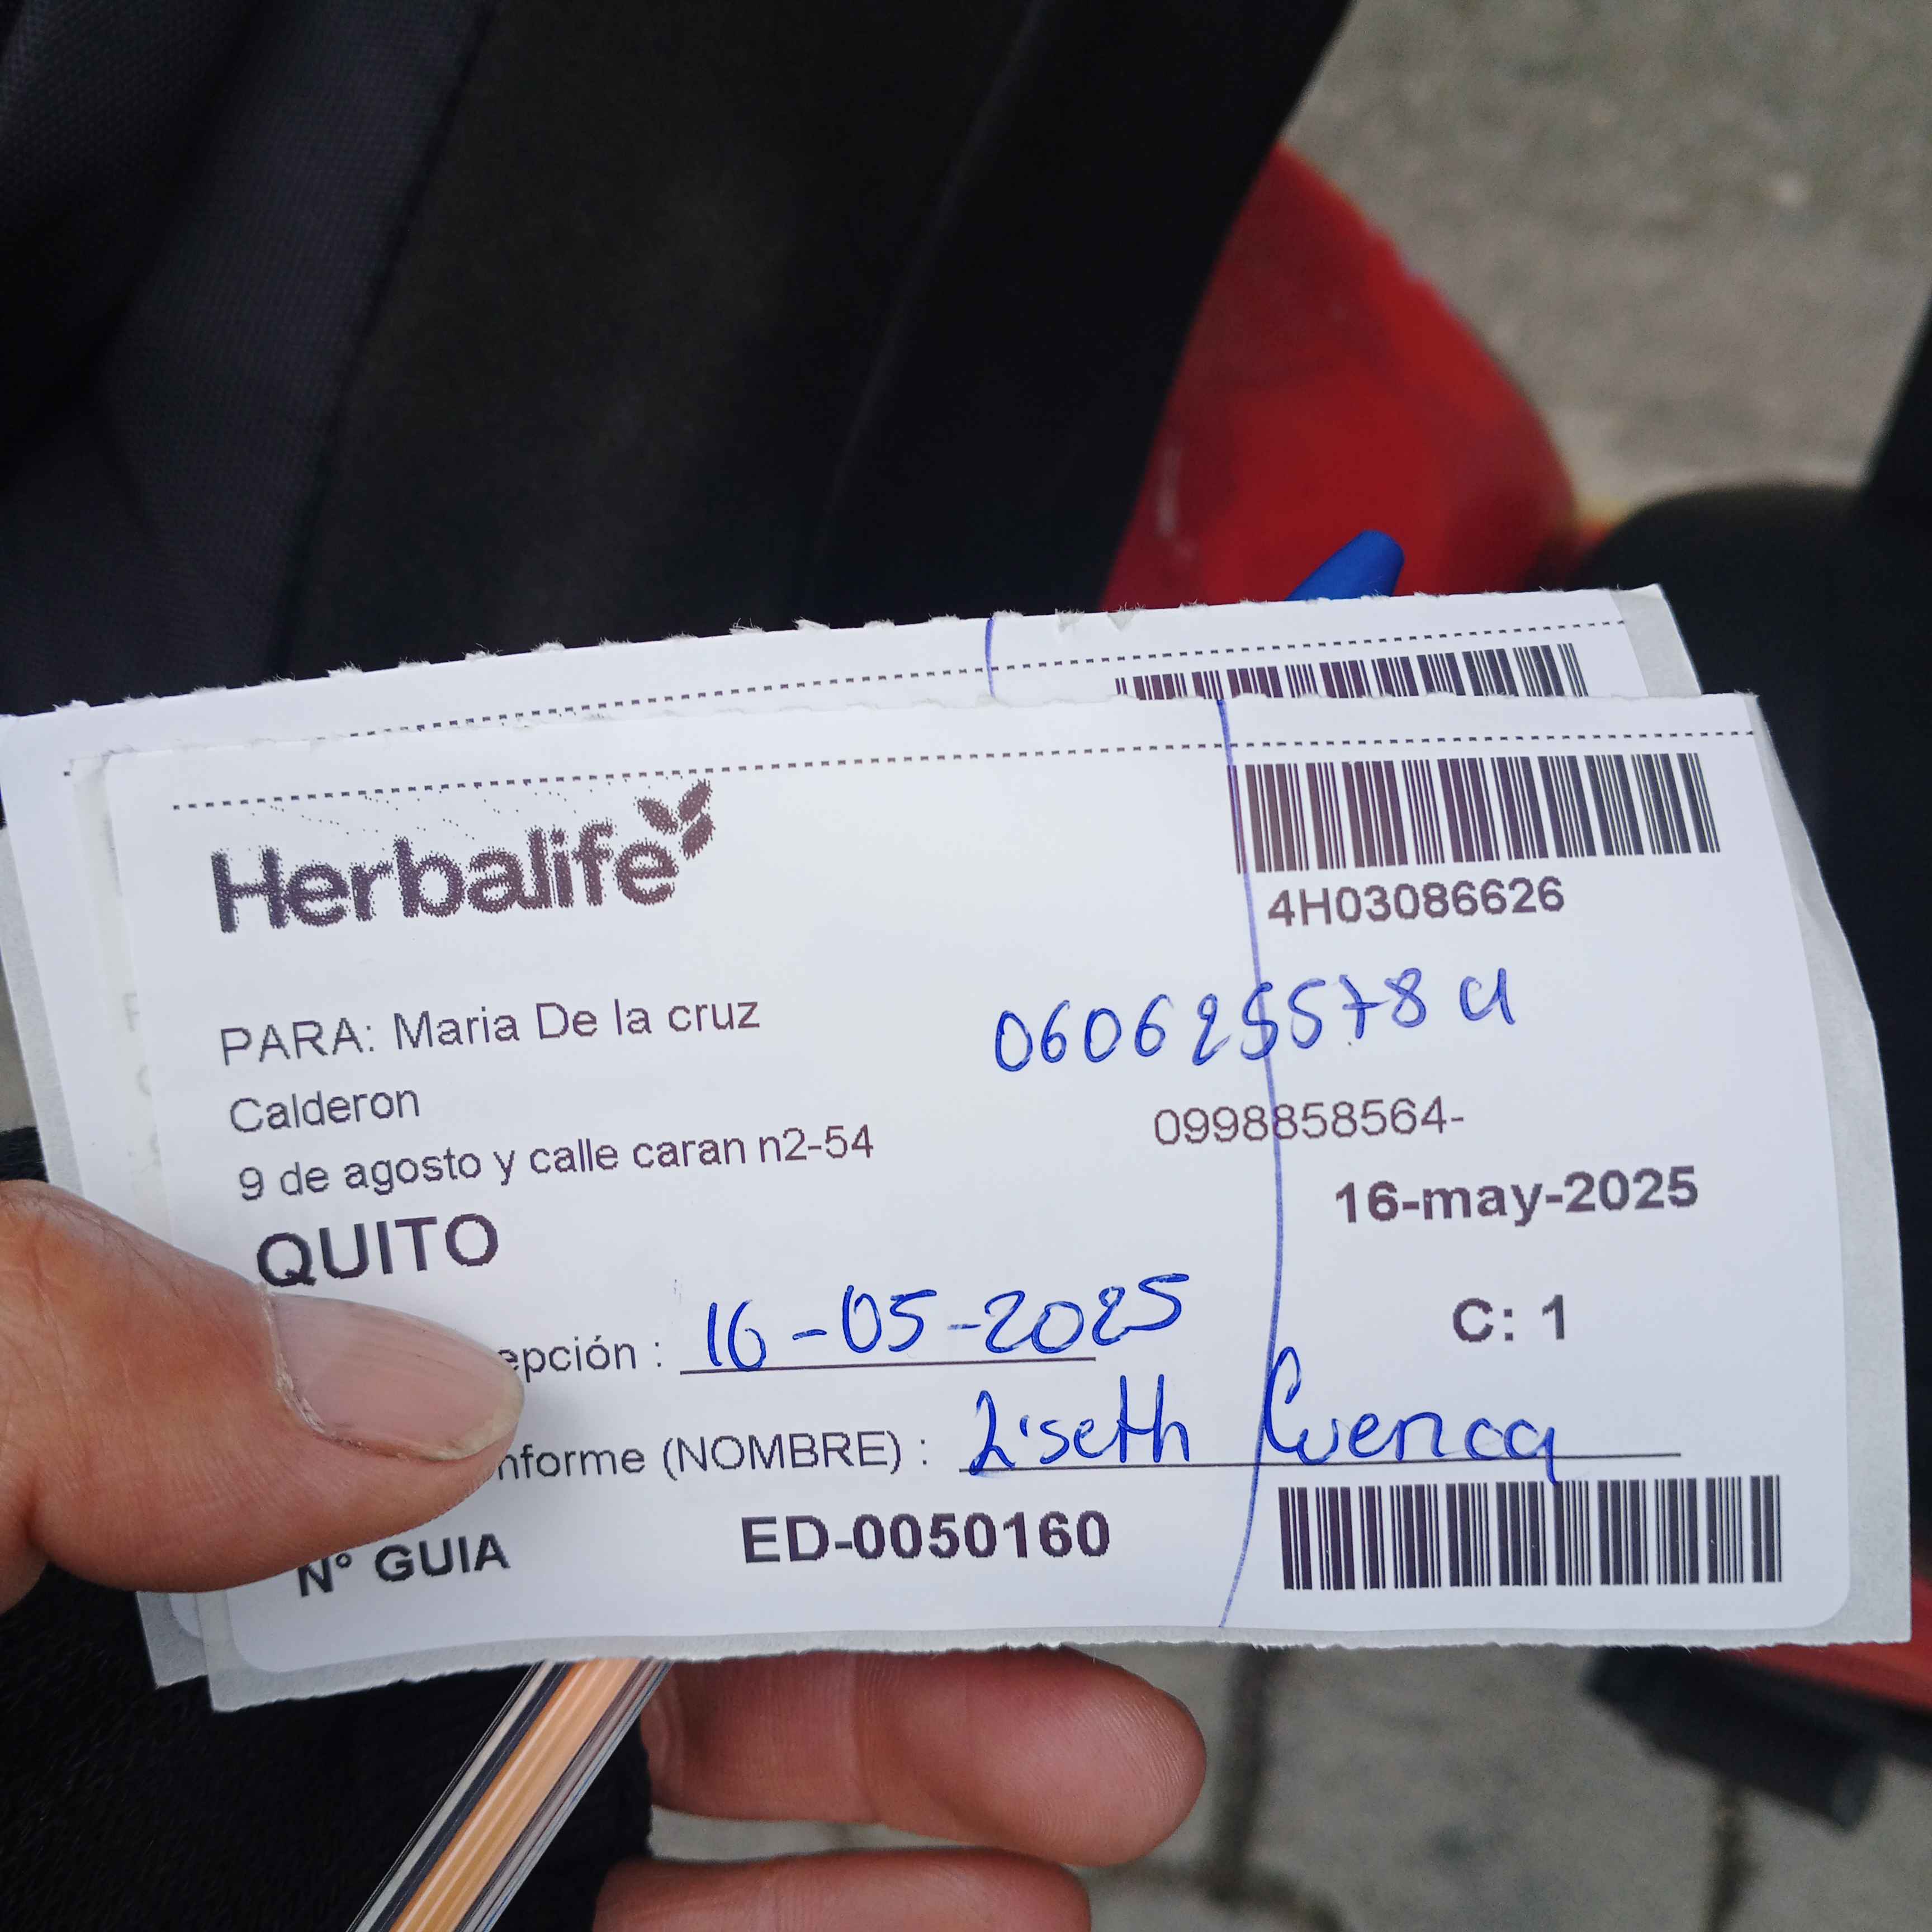 Herbalife
4H03086626
0606255784
PARA: Maria De la cruz
Calderon
0998858564-
9 de agosto y calle caran n2-54
16-may-2025
QUITO
C: 1
epción : 16-05-2025
nforme (NOMBRE) : Liseth Cuenca
N° GUIA ED-0050160